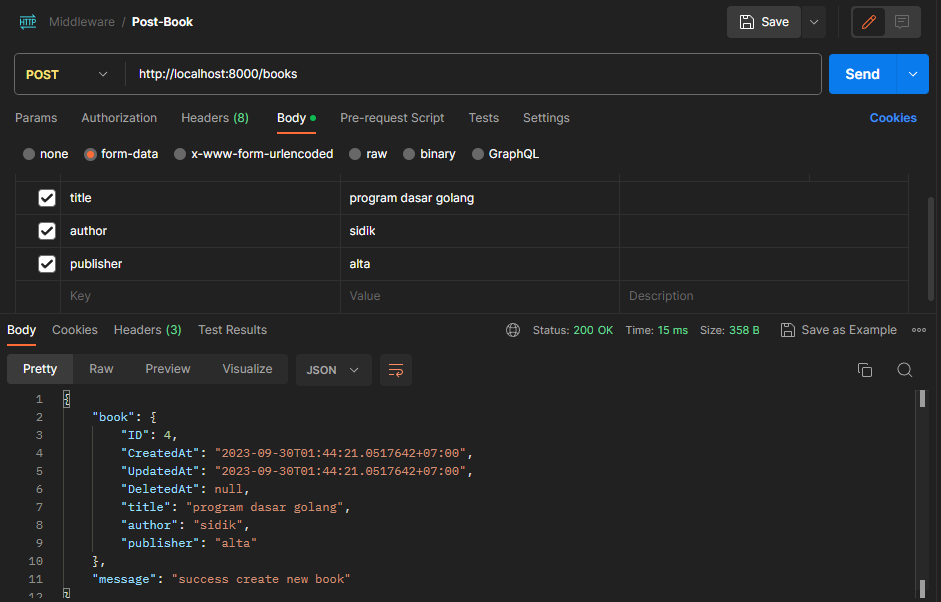 HTTP Middleware / Post-Book Save
POST http://localhost:8000/books Send
Params Authorization Headers (8) Body Pre-request Script Tests Settings Cookies
none form-data x-www-form-urlencoded raw binary GraphQL
title program dasar golang
author sidik
publisher alta
Key Value Description
Body Cookies Headers (3) Test Results Status: 200 OK Time: 15 ms Size: 358 B Save as Example
Pretty Raw Preview Visualize JSON
1 {
2 "book": {
3 "ID": 4,
4 "CreatedAt": "2023-09-30T01:44:21.0517642+07:00",
5 "UpdatedAt": "2023-09-30T01:44:21.0517642+07:00",
6 "DeletedAt": null,
7 "title": "program dasar golang",
8 "author": "sidik",
9 "publisher": "alta"
10 },
11 "message": "success create new book"
12 }